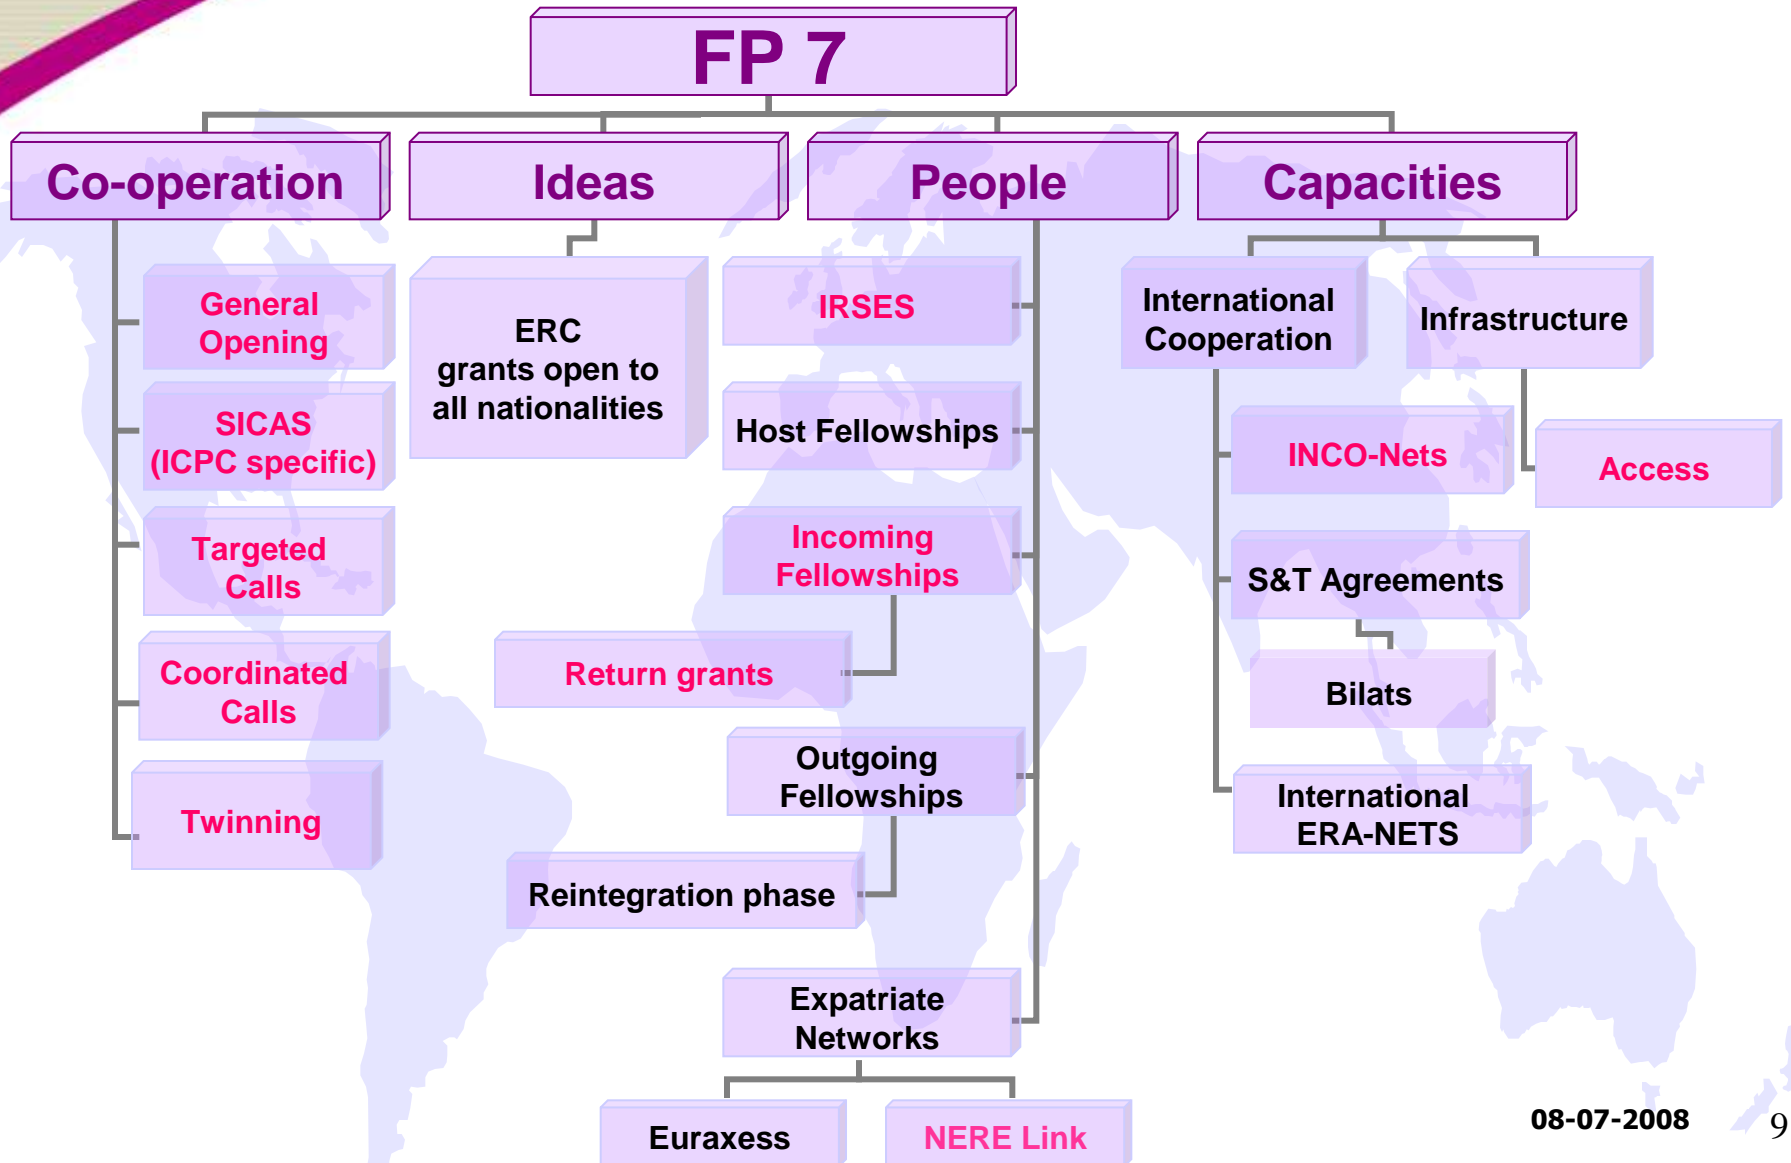 FP 7
Co-operation
Ideas
People
Capacities
General
Opening
SICAS
(ICPC specific)
Targeted
Calls
Coordinated
Calls
Twinning
ERC
grants open to
all nationalities
IRSES
Host Fellowships
Incoming
Fellowships
Return grants
Outgoing
Fellowships
Reintegration phase
Expatriate
Networks
Euraxess
NERE Link
International
Cooperation
INCO-Nets
S&T Agreements
Bilats
International
ERA-NETS
Infrastructure
Access
08-07-2008
9